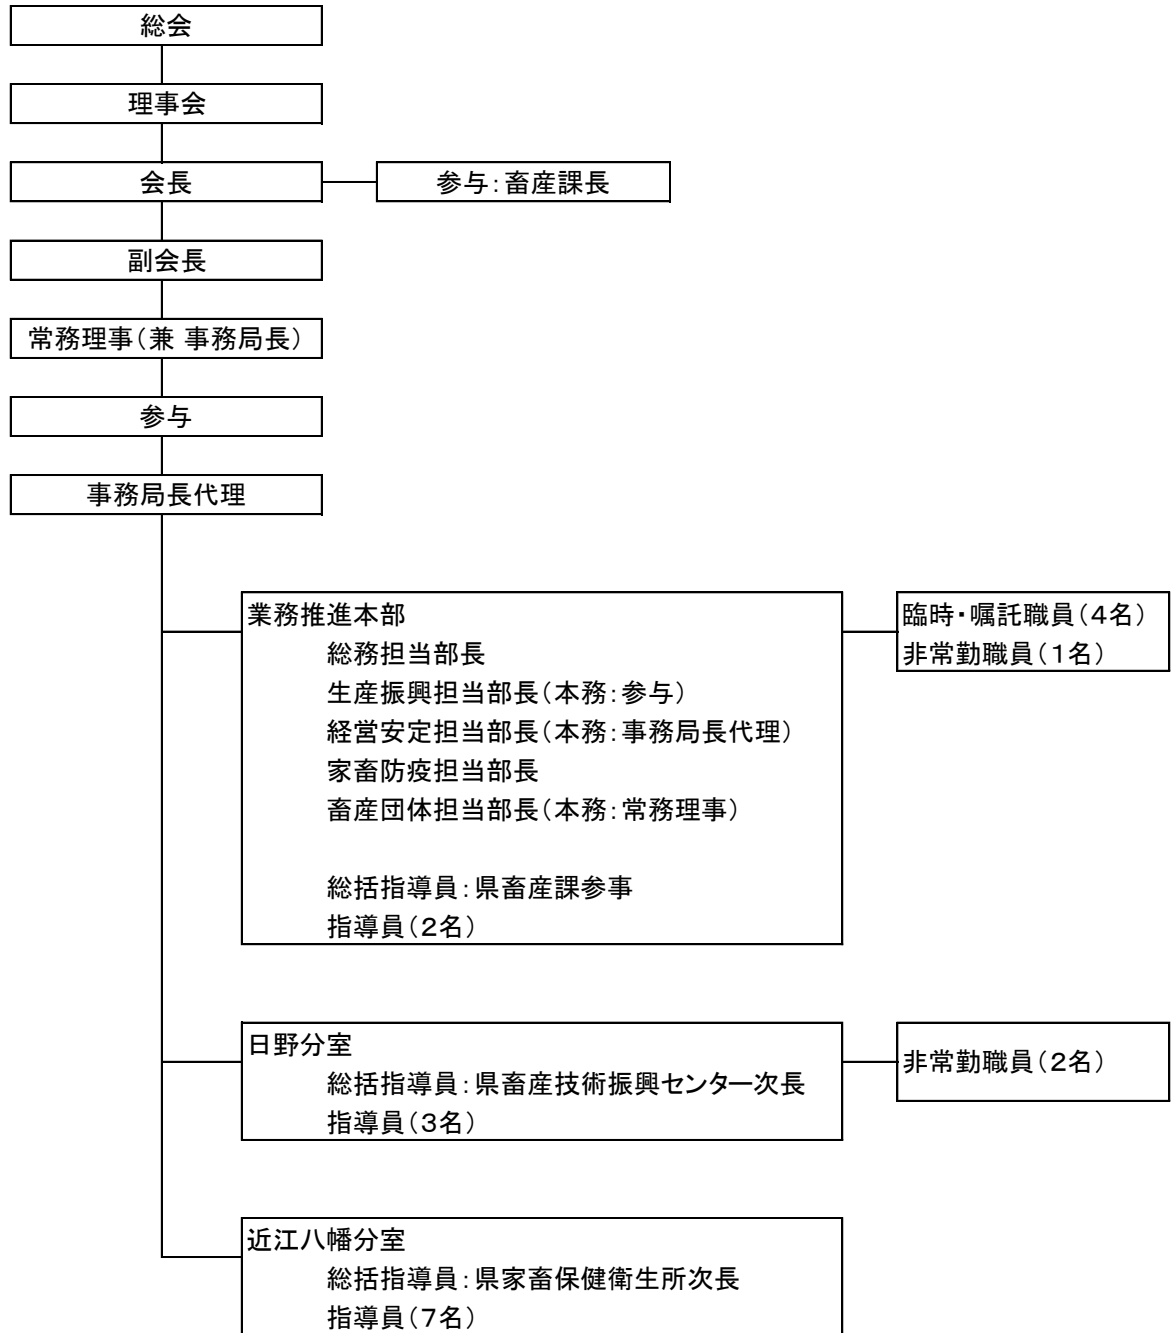 総会
理事会
会長
参与：畜産課長
副会長
常務理事（兼 事務局長）
参与
事務局長代理
業務推進本部
総務担当部長
生産振興担当部長（本務：参与）
経営安定担当部長（本務：事務局長代理）
家畜防疫担当部長
畜産団体担当部長（本務：常務理事）
総括指導員：県畜産課参事
指導員（２名）
臨時・嘱託職員（４名）
非常勤職員（１名）
日野分室
総括指導員：県畜産技術振興センター次長
指導員（３名）
非常勤職員（２名）
近江八幡分室
総括指導員：県家畜保健衛生所次長
指導員（７名）